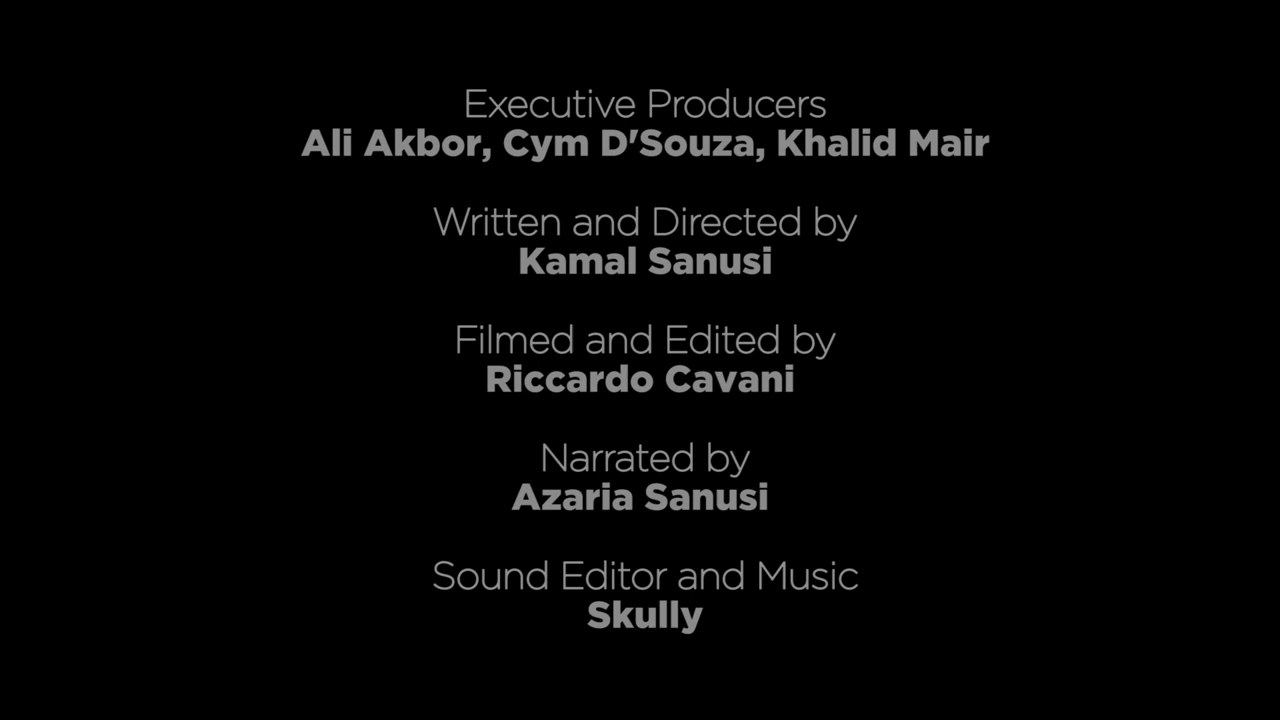 Executive Producers
Ali Akbor, Cym D'Souza, Khalid Mair
Written and Directed by
Kamal Sanusi
Filmed and Edited by
Riccardo Cavani
Narrated by
Azaria Sanusi
Sound Editor and Music
Skully